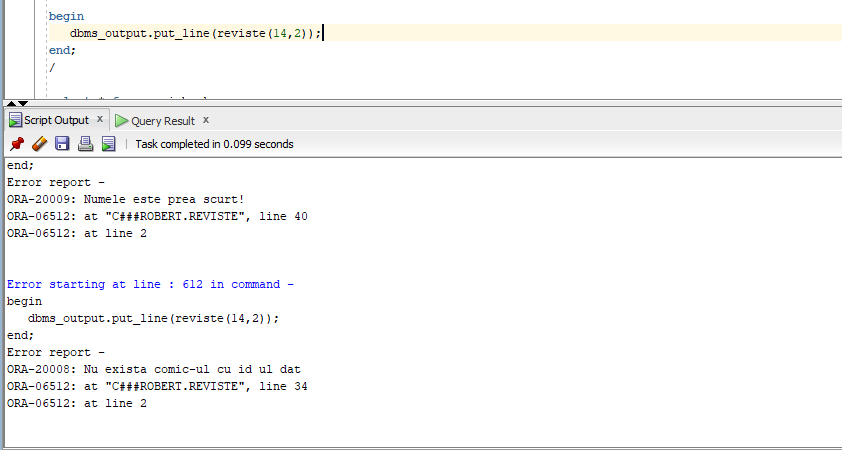 begin
dbms_output.put_line(reviste(14,2));
end;
/
Script Output x
Query Result x
Task completed in 0.099 seconds
end;
Error report -
ORA-20009: Numele este prea scurt!
ORA-06512: at "C###ROBERT.REVISTE", line 40
ORA-06512: at line 2
Error starting at line : 612 in command -
begin
dbms_output.put_line(reviste(14,2));
end;
Error report -
ORA-20008: Nu exista comic-ul cu id ul dat
ORA-06512: at "C###ROBERT.REVISTE", line 34
ORA-06512: at line 2